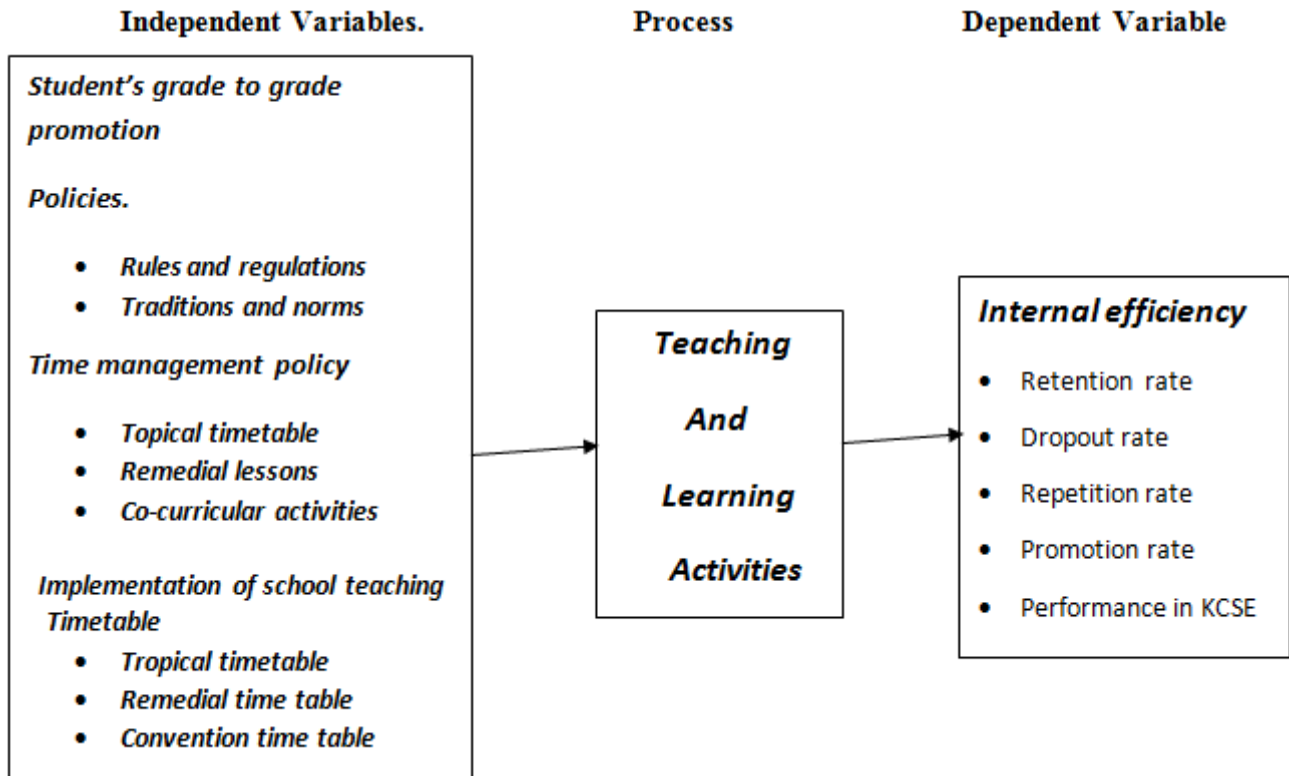 Independent Variables.
Process
Dependent Variable
Student's grade to grade
promotion
Policies.
• Rules and regulations
• Traditions and norms
Time management policy
• Topical timetable
• Remedial lessons
• Co-curricular activities
Implementation of school teaching
Timetable
• Tropical timetable
• Remedial time table
• Convention time table
Teaching
And
Learning
Activities
Internal efficiency
• Retention rate
• Dropout rate
• Repetition rate
• Promotion rate
• Performance in KCSE